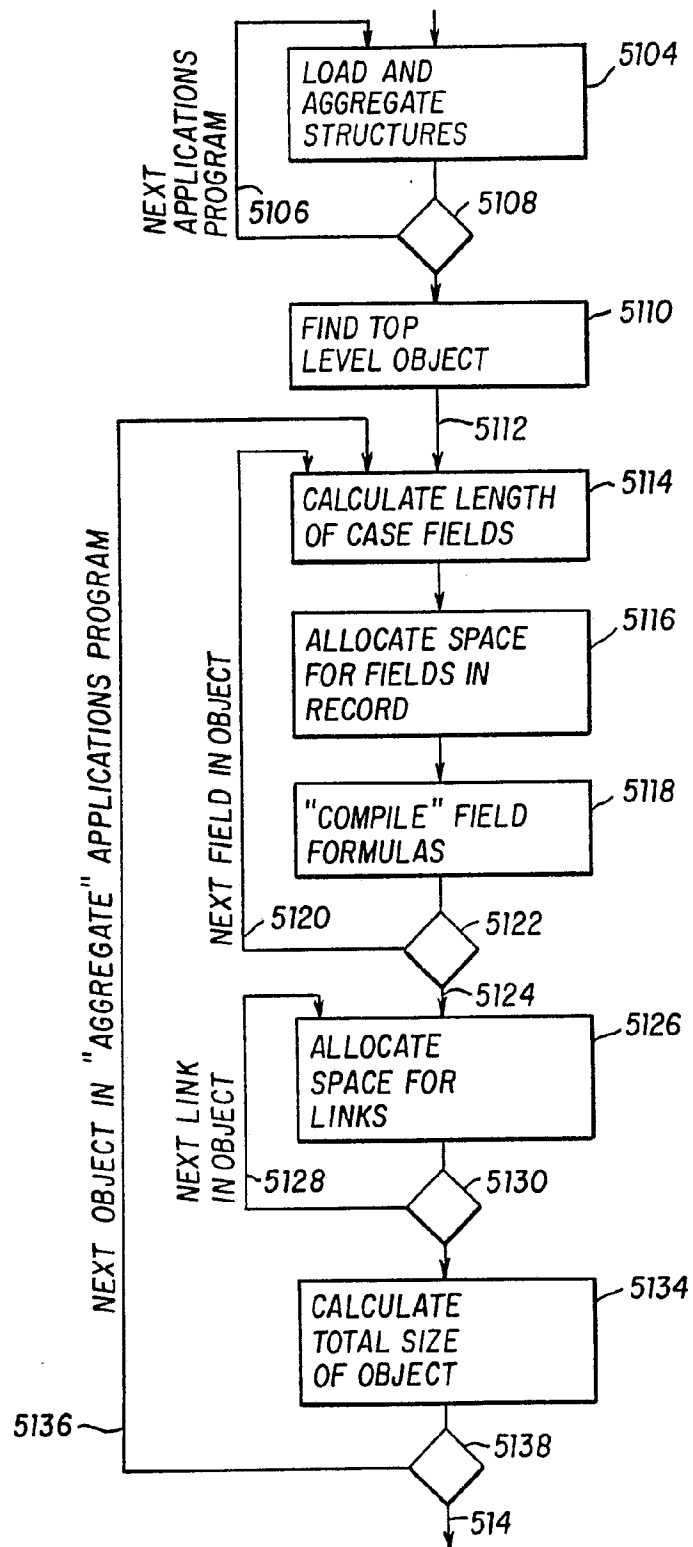 5104
LOAD AND
AGGREGATE
STRUCTURES
NEXT
APPLICATIONS
PROGRAM
5106
5108
5110
FIND TOP
LEVEL OBJECT
5112
5114
CALCULATE LENGTH
OF CASE FIELDS
5116
ALLOCATE SPACE
FOR FIELDS IN
RECORD
5118
"COMPILE" FIELD
FORMULAS
NEXT FIELD IN OBJECT
5120
5122
5124
5126
ALLOCATE
SPACE FOR
LINKS
NEXT LINK
IN OBJECT
5128
5130
5134
CALCULATE
TOTAL SIZE
OF OBJECT
NEXT OBJECT IN "AGGREGATE" APPLICATIONS PROGRAM
5136
5138
514